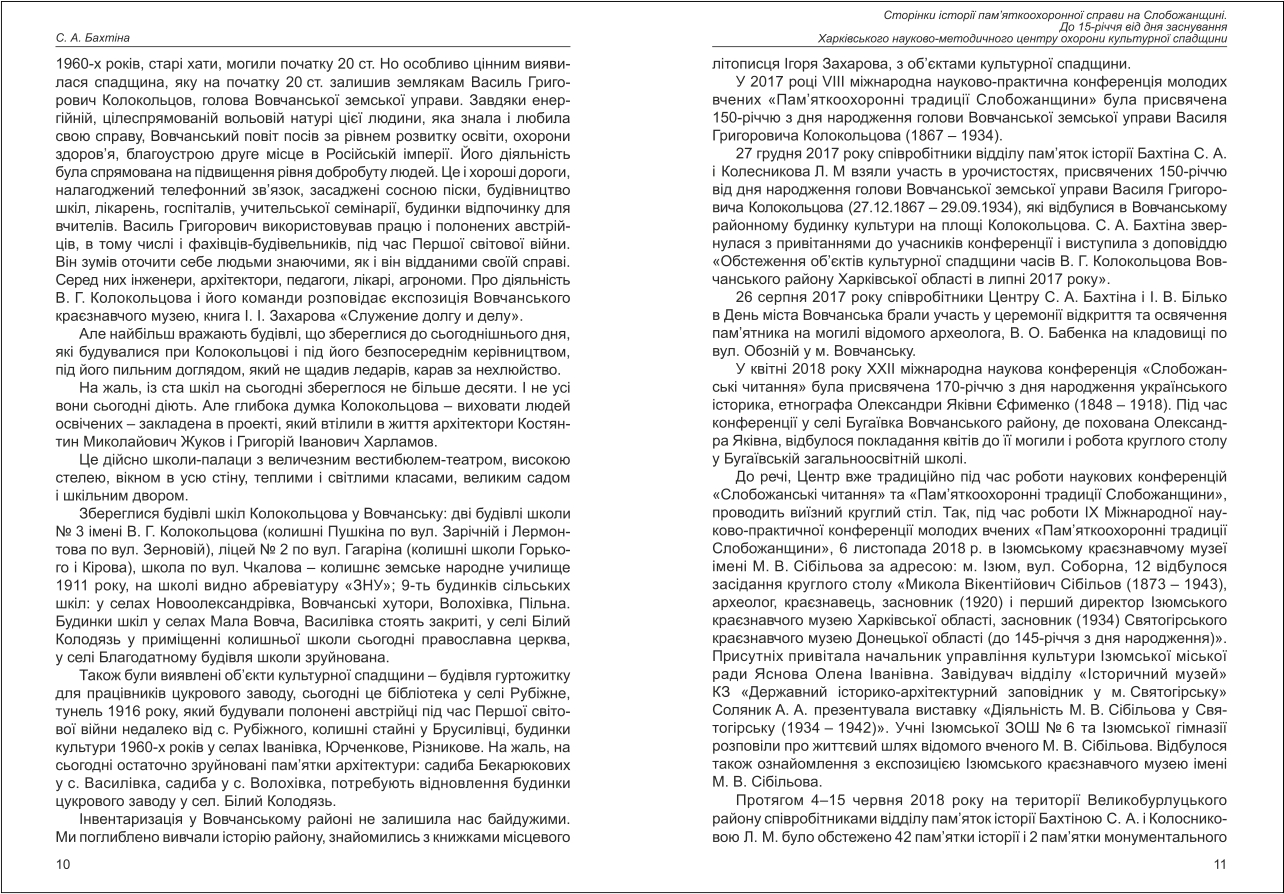 С. А. Бахтіна
1960-х років, старі хати, могили початку 20 ст. Но особливо цінним вияви-
лася спадщина, яку на початку 20 ст. залишив землякам Василь Григо-
рович Колокольцов, голова Вовчанської земської управи. Завдяки енер-
гійній, цілеспрямованій вольовій натурі цієї людини, яка знала і любила
свою справу, Вовчанський повіт посів за рівнем розвитку освіти, охорони
здоров’я, благоустрою друге місце в Російській імперії. Його діяльність
була спрямована на підвищення рівня добробуту людей. Це і хороші дороги,
налагоджений телефонний зв’язок, засаджені сосною піски, будівництво
шкіл, лікарень, госпіталів, учительської семінарії, будинки відпочинку для
вчителів. Василь Григорович використовував працю і полонених австрій-
ців, в тому числі і фахівців-будівельників, під час Першої світової війни.
Він зумів оточити себе людьми знаючими, як і він відданими своїй справі.
Серед них інженери, архітектори, педагоги, лікарі, агрономи. Про діяльність
В. Г. Колокольцова і його команди розповідає експозиція Вовчанського
краєзнавчого музею, книга І. І. Захарова «Служение долгу и делу».
Але найбільш вражають будівлі, що збереглися до сьогоднішнього дня,
які будувалися при Колокольцові і під його безпосереднім керівництвом,
під його пильним доглядом, який не щадив ледарів, карав за нехлюйство.
На жаль, із ста шкіл на сьогодні збереглося не більше десяти. І не усі
вони сьогодні діють. Але глибока думка Колокольцова – виховати людей
освічених – закладена в проекті, який втілили в життя архітектори Костян-
тин Миколайович Жуков і Григорій Іванович Харламов.
Це дійсно школи-палаци з величезним вестибюлем-театром, високою
стелею, вікном в усю стіну, теплими і світлими класами, великим садом
і шкільним двором.
Збереглися будівлі шкіл Колокольцова у Вовчанську: дві будівлі школи
№ 3 імені В. Г. Колокольцова (колишні Пушкіна по вул. Зарічній і Лермон-
това по вул. Зерновій), ліцей № 2 по вул. Гагаріна (колишні школи Горько-
го і Кірова), школа по вул. Чкалова – колишнє земське народне училище
1911 року, на школі видно абревіатуру «ЗНУ»; 9-ть будинків сільських
шкіл: у селах Новоолександрівка, Вовчанські хутори, Волохівка, Пільна.
Будинки шкіл у селах Мала Вовча, Василівка стоять закриті, у селі Білий
Колодязь у приміщенні колишньої школи сьогодні православна церква,
у селі Благодатному будівля школи зруйнована.
Також були виявлені об’єкти культурної спадщини – будівля гуртожитку
для працівників цукрового заводу, сьогодні це бібліотека у селі Рубіжне,
тунель 1916 року, який будували полонені австрійці під час Першої світо-
вої війни недалеко від с. Рубіжного, колишні стайні у Брусилівці, будинки
культури 1960-х років у селах Іванівка, Юрченкове, Різникове. На жаль, на
сьогодні остаточно зруйновані пам’ятки архітектури: садиба Бекарюкових
у с. Василівка, садиба у с. Волохівка, потребують відновлення будинки
цукрового заводу у сел. Білий Колодязь.
Інвентаризація у Вовчанському районі не залишила нас байдужими.
Ми поглиблено вивчали історію району, знайомились з книжками місцевого
10
Сторінки історії пам’яткоохоронної справи на Слобожанщині.
До 15-річчя від дня заснування
Харківського науково-методичного центру охорони культурної спадщини
літописця Ігоря Захарова, з об’єктами культурної спадщини.
У 2017 році VIII міжнародна науково-практична конференція молодих
вчених «Пам’яткоохоронні традиції Слобожанщини» була присвячена
150-річчю з дня народження голови Вовчанської земської управи Василя
Григоровича Колокольцова (1867 – 1934).
27 грудня 2017 року співробітники відділу пам’яток історії Бахтіна С. А.
і Колесникова Л. М взяли участь в урочистостях, присвячених 150-річчю
від дня народження голови Вовчанської земської управи Василя Григоро-
вича Колокольцова (27.12.1867 – 29.09.1934), які відбулися в Вовчанському
районному будинку культури на площі Колокольцова. С. А. Бахтіна звер-
нулася з привітаннями до учасників конференції і виступила з доповіддю
«Обстеження об’єктів культурної спадщини часів В. Г. Колокольцова Вов-
чанського району Харківської області в липні 2017 року».
26 серпня 2017 року співробітники Центру С. А. Бахтіна і І. В. Білько
в День міста Вовчанська брали участь у церемонії відкриття та освячення
пам’ятника на могилі відомого археолога, В. О. Бабенка на кладовищі по
вул. Обозній у м. Вовчанську.
У квітні 2018 року XXII міжнародна наукова конференція «Слобожан-
ські читання» була присвячена 170-річчю з дня народження українського
історика, етнографа Олександри Яківни Єфименко (1848 – 1918). Під час
конференції у селі Бугаївка Вовчанського району, де похована Олександ-
ра Яківна, відбулося покладання квітів до її могили і робота круглого столу
у Бугаївській загальноосвітній школі.
До речі, Центр вже традиційно під час роботи наукових конференцій
«Слобожанські читання» та «Пам’яткоохоронні традиції Слобожанщини»,
проводить виїзний круглий стіл. Так, під час роботи IX Міжнародної нау-
ково-практичної конференції молодих вчених «Пам’яткоохоронні традиції
Слобожанщини», 6 листопада 2018 р. в Ізюмському краєзнавчому музеї
імені М. В. Сібільова за адресою: м. Ізюм, вул. Соборна, 12 відбулося
засідання круглого столу «Микола Вікентійович Сібільов (1873 – 1943),
археолог, краєзнавець, засновник (1920) і перший директор Ізюмського
краєзнавчого музею Харківської області, засновник (1934) Святогірського
краєзнавчого музею Донецької області (до 145-річчя з дня народження)».
Присутніх привітала начальник управління культури Ізюмської міської
ради Яснова Олена Іванівна. Завідувач відділу «Історичний музей»
КЗ «Державний історико-архітектурний заповідник у м. Святогірську»
Соляник А. А. презентувала виставку «Діяльність М. В. Сібільова у Свя-
тогірську (1934 – 1942)». Учні Ізюмської ЗОШ № 6 та Ізюмської гімназії
розповіли про життєвий шлях відомого вченого М. В. Сібільова. Відбулося
також ознайомлення з експозицією Ізюмського краєзнавчого музею імені
М. В. Сібільова.
Протягом 4–15 червня 2018 року на території Великобурлуцького
району співробітниками відділу пам’яток історії Бахтіною С. А. і Колоснико-
вою Л. М. було обстежено 42 пам’ятки історії і 2 пам’ятки монументального
11